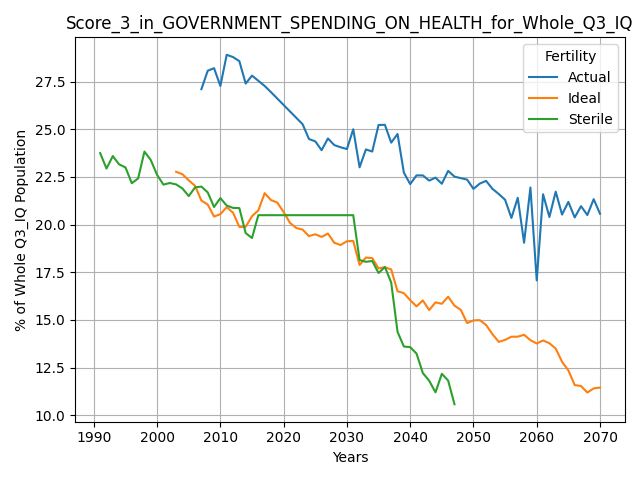 Score_3_in_GOVERNMENT_SPENDING_ON_HEALTH_for_Whole_Q3_IQ
Fertility
Actual
Ideal
Sterile
% of Whole Q3_IQ Population
27.5
25.0
22.5
20.0
17.5
15.0
12.5
10.0
1990 2000 2010 2020 2030 2040 2050 2060 2070
Years